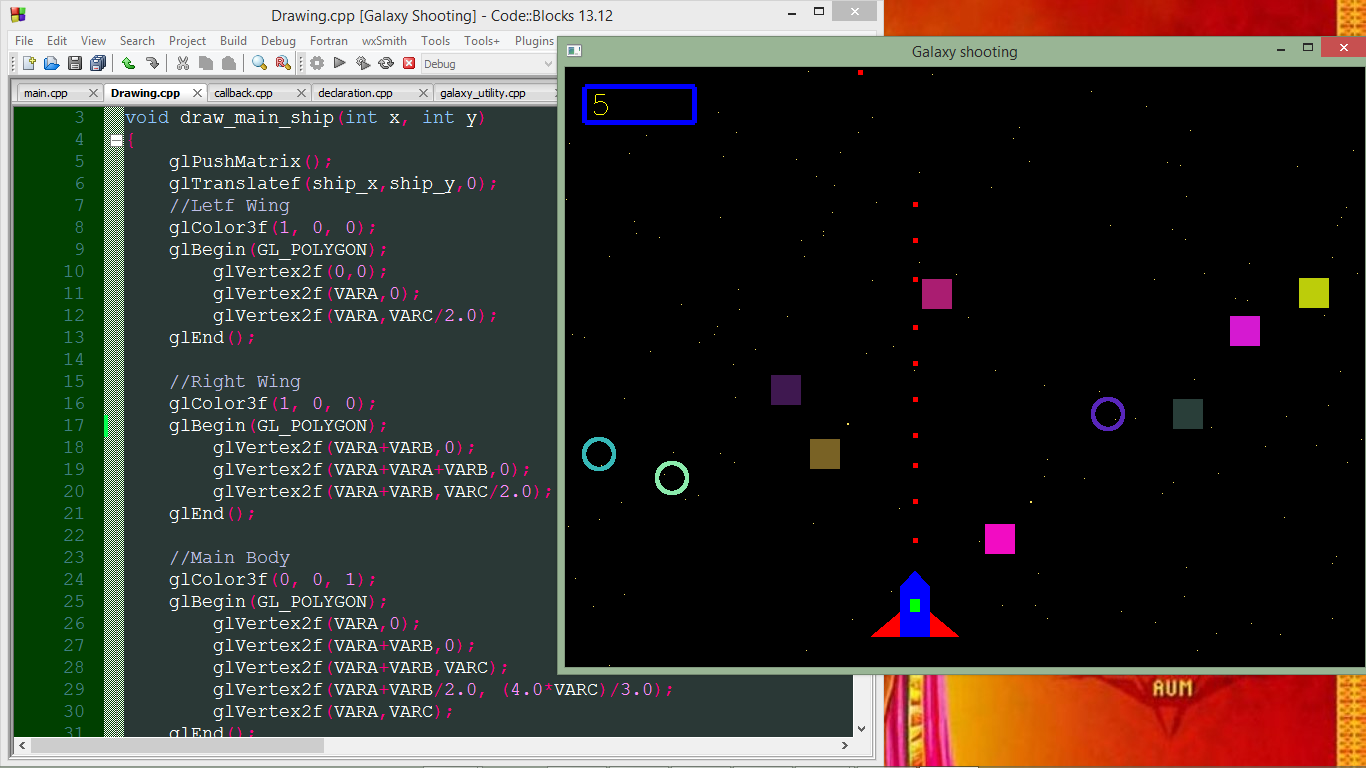 Drawing.cpp [Galaxy Shooting] - Code::Blocks 13.12
File Edit View Search Project Build Debug Fortran wxSmith Tools Tools+ Plugins
Debug
main.cpp Drawing.cpp callback.cpp declaration.cpp galaxy_utility.cpp
3 void draw_main_ship(int x, int y)
4 {
5 glPushMatrix();
6 glTranslatef(ship_x,ship_y,0);
7 //Letf Wing
8 glColor3f(1, 0, 0);
9 glBegin(GL_POLYGON);
10 glVertex2f(0,0);
11 glVertex2f(VARA,0);
12 glVertex2f(VARA,VARC/2.0);
13 glEnd();
14
15 //Right Wing
16 glColor3f(1, 0, 0);
17 glBegin(GL_POLYGON);
18 glVertex2f(VARA+VARB,0);
19 glVertex2f(VARA+VARA+VARB,0);
20 glVertex2f(VARA+VARB,VARC/2.0);
21 glEnd();
22
23 //Main Body
24 glColor3f(0, 0, 1);
25 glBegin(GL_POLYGON);
26 glVertex2f(VARA,0);
27 glVertex2f(VARA+VARB,0);
28 glVertex2f(VARA+VARB,VARC);
29 glVertex2f(VARA+VARB/2.0, (4.0*VARC)/3.0);
30 glVertex2f(VARA,VARC);
31 glEnd();
Galaxy shooting
5
AUM